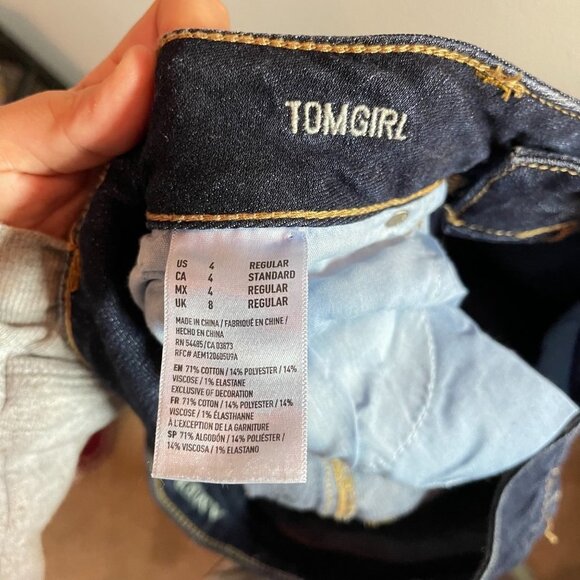 TOMGIRL
US 4 REGULAR
CA 4 STANDARD
MX 4 REGULAR
UK 8 REGULAR
MADE IN CHINA / FABRIQUÉ EN CHINE /
HECHO EN CHINA
RN 54485/CA 03673
RFC# AEM120605U9A
EN 71% COTTON / 14% POLYESTER / 14%
VISCOSE / 1% ELASTANE
EXCLUSIVE OF DECORATION
FR 71% COTTON / 14% POLYESTER / 14%
VISCOSE / 1% ÉLASTHANNE
À L'EXCEPTION DE LA GARNITURE
SP 71% ALGODÓN / 14% POLIÉSTER /
14% VISCOSA / 1% ELASTANO